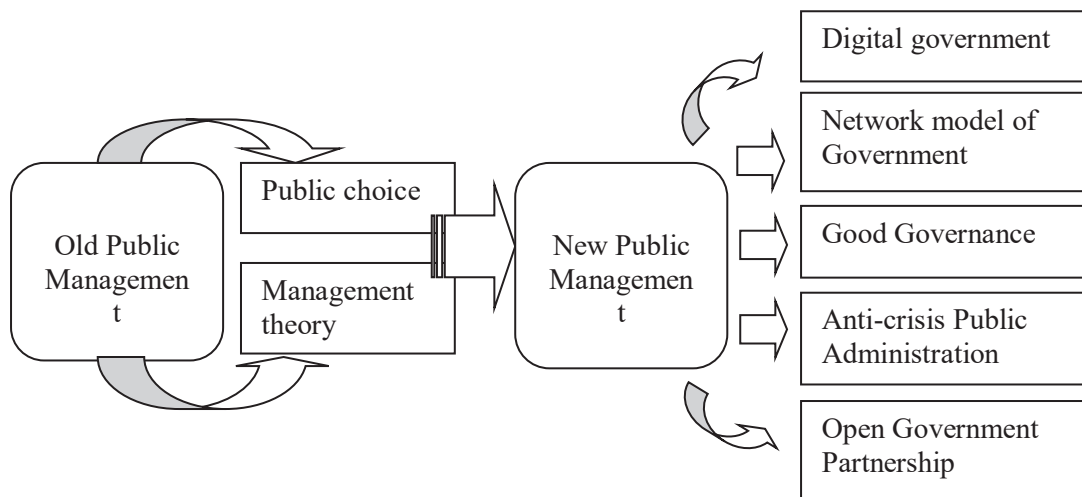 Old Public
Managemen
t
Public choice
Management
theory
New Public
Managemen
t
Digital government
Network model of
Government
Good Governance
Anti-crisis Public
Administration
Open Government
Partnership